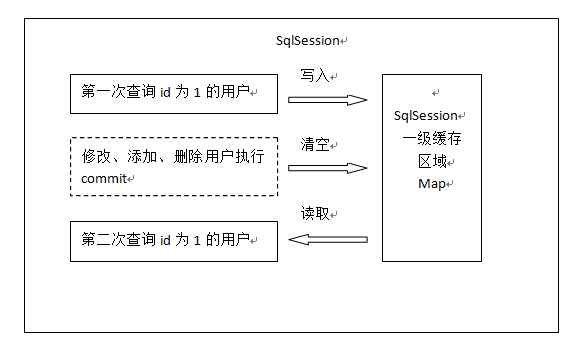 SqlSession
第一次查询 id 为 1 的用户
写入
修改、添加、删除用户执行
commit
清空
第二次查询 id 为 1 的用户
读取
SqlSession
一级缓存
区域
Map